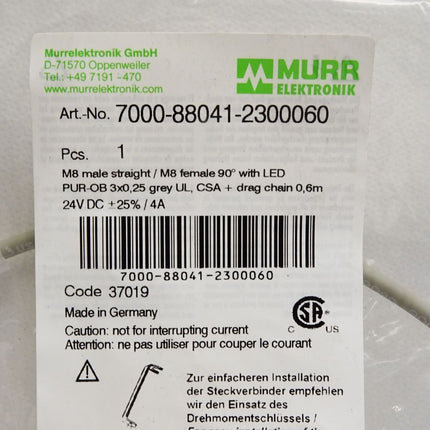 Murrelektronik GmbH
D-71570 Oppenweiler
Tel.: +49 7191 -470
www.murrelektronik.com
MURR
ELEKTRONIK
Art.-No. 7000-88041-2300060
Pcs. 1
M8 male straight / M8 female 90° with LED
PUR-OB 3x0,25 grey UL, CSA + drag chain 0,6m
24V DC ±25% / 4A
7000-88041-2300060
Code 37019
Made in Germany
C US
Caution: not for interrupting current
Attention: ne pas utiliser pour couper le courant
Zur einfacheren Installation
der Steckverbinder empfehlen
wir den Einsatz des
Drehmomentschlüssels /